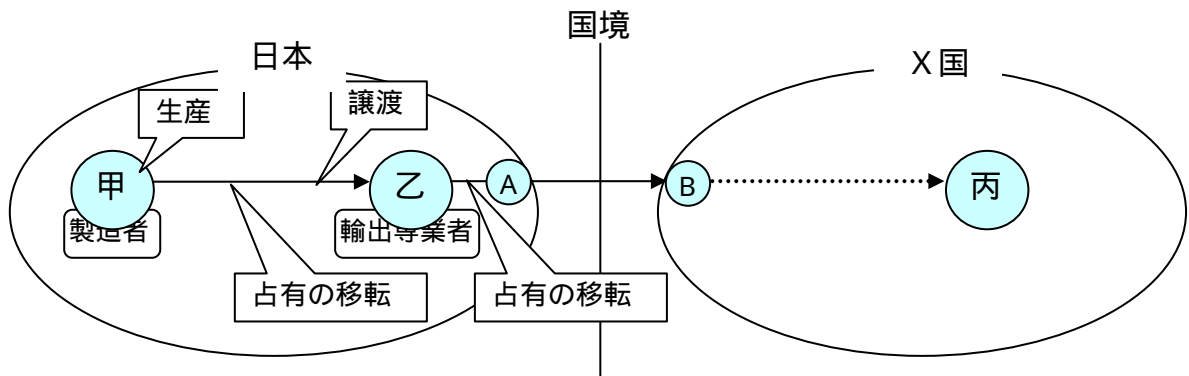 国境
日本
X国
生産
譲渡
甲
乙
A
B
丙
製造者
輸出専業者
占有の移転
占有の移転